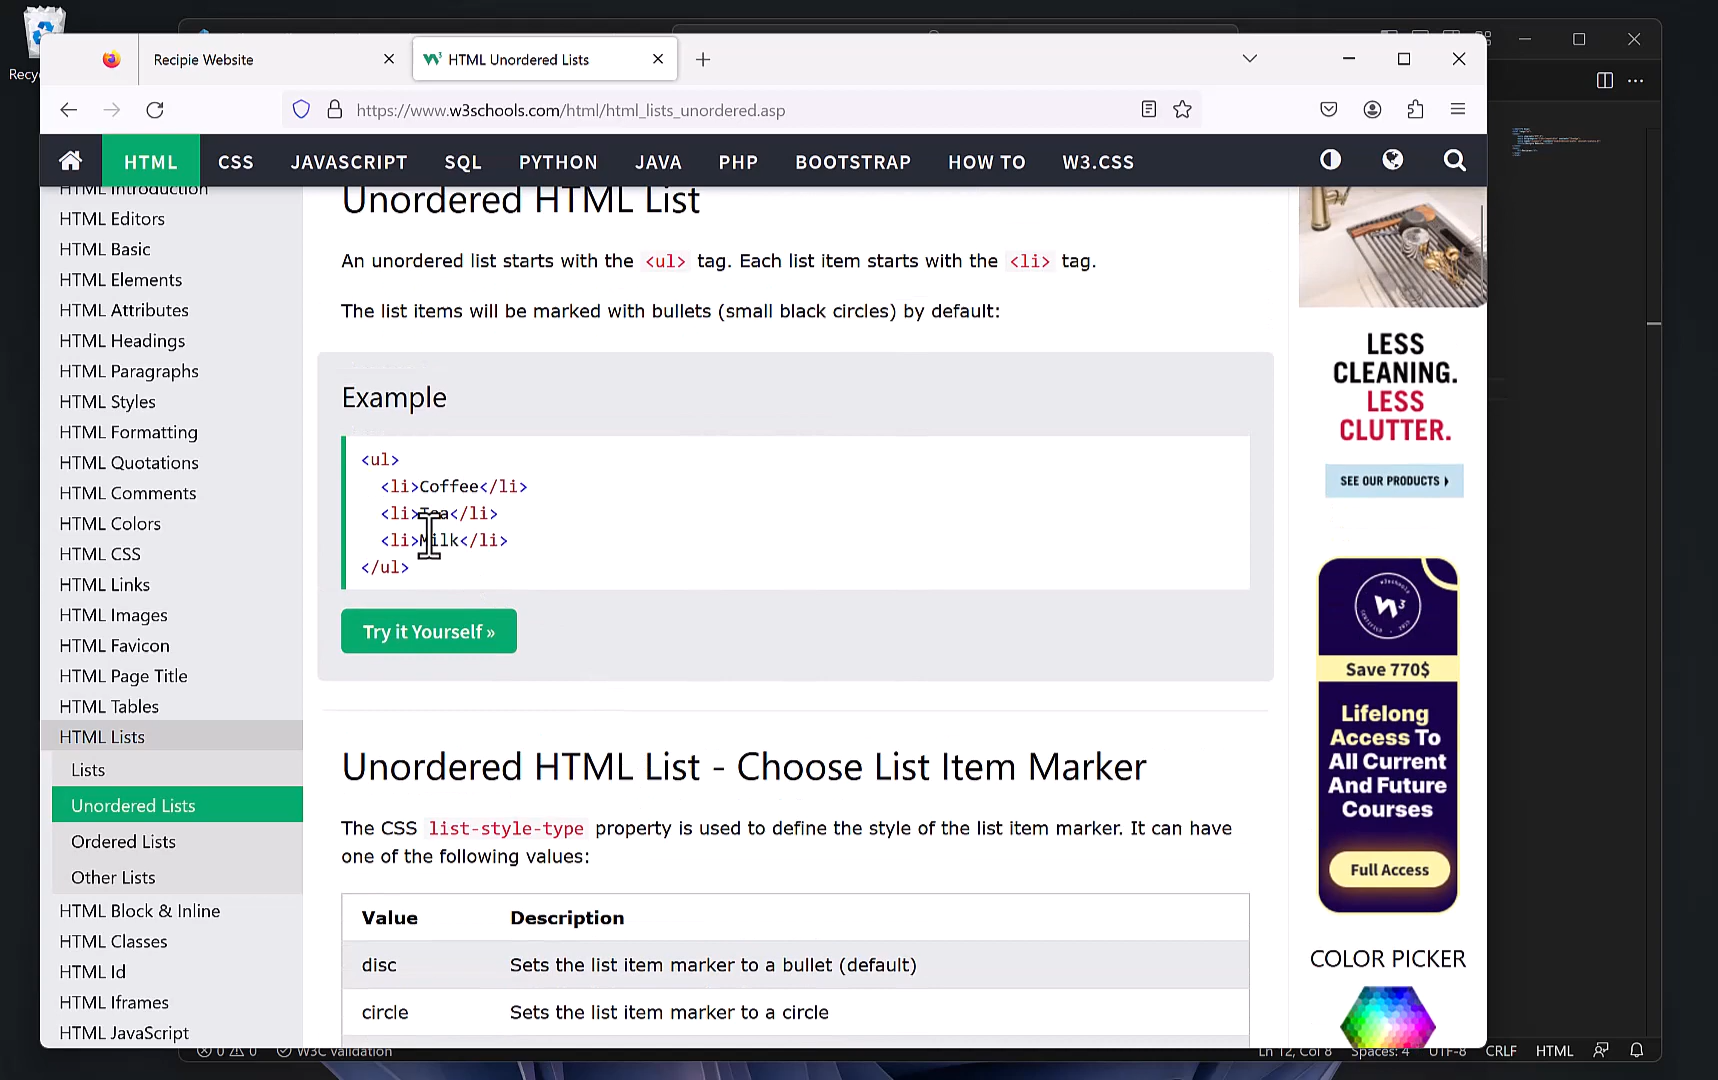 Recipie Website
HTML Unordered Lists
https://www.w3schools.com/html/html_lists_unordered.asp
HTML CSS JAVASCRIPT SQL PYTHON JAVA PHP BOOTSTRAP HOW TO W3.CSS
HTML Introduction
HTML Editors
HTML Basic
HTML Elements
HTML Attributes
HTML Headings
HTML Paragraphs
HTML Styles
HTML Formatting
HTML Quotations
HTML Comments
HTML Colors
HTML CSS
HTML Links
HTML Images
HTML Favicon
HTML Page Title
HTML Tables
HTML Lists
Lists
Unordered Lists
Ordered Lists
Other Lists
HTML Block & Inline
HTML Classes
HTML Id
HTML Iframes
HTML JavaScript
Unordered HTML List
An unordered list starts with the <ul> tag. Each list item starts with the <li> tag.
The list items will be marked with bullets (small black circles) by default:
Example
<ul>
<li>Coffee</li>
<li>Tea</li>
<li>Milk</li>
</ul>
Try it Yourself »
Unordered HTML List - Choose List Item Marker
The CSS list-style-type property is used to define the style of the list item marker. It can have
one of the following values:
Value Description
disc Sets the list item marker to a bullet (default)
circle Sets the list item marker to a circle
LESS
CLEANING.
LESS
CLUTTER.
SEE OUR PRODUCTS
Save 770$
Lifelong
Access To
All Current
And Future
Courses
Full Access
COLOR PICKER
0 0 W3C validation
Ln 12, Col 8 Spaces: 4 UTF-8 CRLF HTML